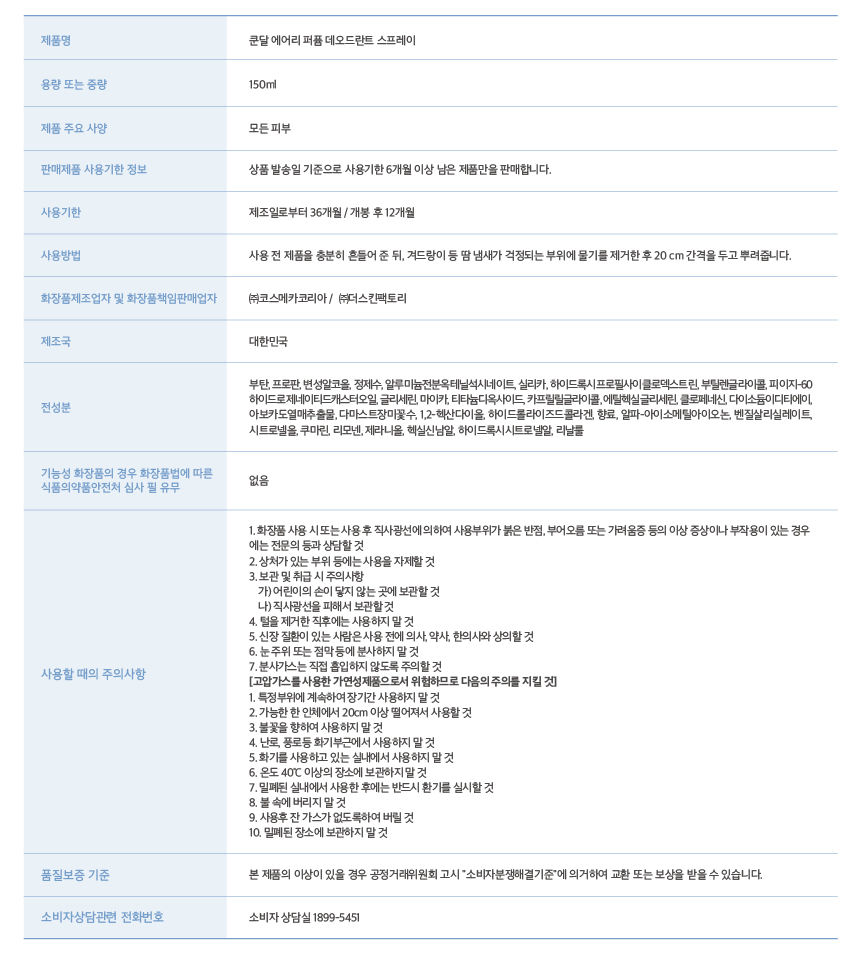 제품명
쿤달 에어리 퍼퓸 데오드란트 스프레이
용량 또는 중량
150ml
제품 주요 사양
모든 피부
판매제품 사용기한 정보
상품 발송일 기준으로 사용기한 6개월 이상 남은 제품만을 판매합니다.
사용기한
제조일로부터 36개월 / 개봉 후 12개월
사용방법
사용 전 제품을 충분히 흔들어 준 뒤, 겨드랑이 등 땀 냄새가 걱정되는 부위에 물기를 제거한 후 20 cm 간격을 두고 뿌려줍니다.
화장품제조업자 및 화장품책임판매업자
㈜코스메카코리아 / ㈜더스킨팩토리
제조국
대한민국
전성분
부탄, 프로판, 변성알코올, 정제수, 알루미늄전분옥테닐석시네이트, 실리카, 하이드록시프로필사이클로덱스트린, 부틸렌글라이콜, 피이지-60
하이드로제네이티드캐스터오일, 글리세린, 마이카, 티타늄디옥사이드, 카프릴릴글라이콜, 에틸헥실글리세린, 클로페네신, 다이소듐이디티에이,
아보카도열매추출물, 다마스트장미꽃수, 1,2-헥산다이올, 하이드롤라이즈드콜라겐, 향료, 알파-아이소메틸아이오논, 벤질살리실레이트,
시트로넬올, 쿠마린, 리모넨, 제라니올, 헥실신남알, 하이드록시시트로넬알, 리날룰
기능성 화장품의 경우 화장품법에 따른
식품의약품안전처 심사 필 유무
없음
사용할 때의 주의사항
1. 화장품 사용 시 또는 사용 후 직사광선에 의하여 사용부위가 붉은 반점, 부어오름 또는 가려움증 등의 이상 증상이나 부작용이 있는 경우
에는 전문의 등과 상담할 것
2. 상처가 있는 부위 등에는 사용을 자제할 것
3. 보관 및 취급 시 주의사항
가) 어린이의 손이 닿지 않는 곳에 보관할 것
나) 직사광선을 피해서 보관할 것
4. 털을 제거한 직후에는 사용하지 말 것
5. 신장 질환이 있는 사람은 사용 전에 의사, 약사, 한의사와 상의할 것
6. 눈 주위 또는 점막 등에 분사하지 말 것
7. 분사가스는 직접 흡입하지 않도록 주의할 것
[고압가스를 사용한 가연성제품으로서 위험하므로 다음의 주의를 지킬 것]
1. 특정부위에 계속하여 장기간 사용하지 말 것
2. 가능한 한 인체에서 20cm 이상 떨어져서 사용할 것
3. 불꽃을 향하여 사용하지 말 것
4. 난로, 풍로등 화기부근에서 사용하지 말 것
5. 화기를 사용하고 있는 실내에서 사용하지 말 것
6. 온도 40℃ 이상의 장소에 보관하지 말 것
7. 밀폐된 실내에서 사용한 후에는 반드시 환기를 실시할 것
8. 불 속에 버리지 말 것
9. 사용후 잔 가스가 없도록하여 버릴 것
10. 밀폐된 장소에 보관하지 말 것
품질보증 기준
본 제품의 이상이 있을 경우 공정거래위원회 고시 "소비자분쟁해결기준"에 의거하여 교환 또는 보상을 받을 수 있습니다.
소비자상담관련 전화번호
소비자 상담실 1899-5451